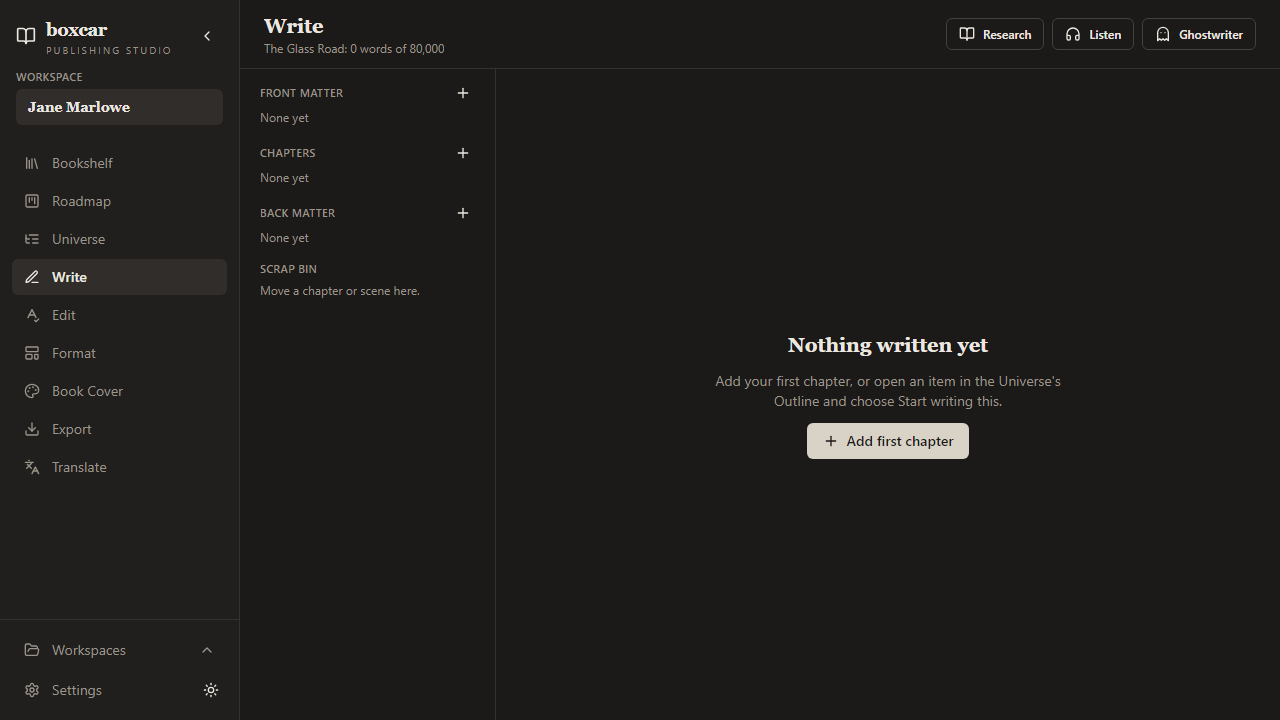 boxcar
PUBLISHING STUDIO
WORKSPACE
Jane Marlowe
Bookshelf
Roadmap
Universe
Write
Edit
Format
Book Cover
Export
Translate
Workspaces
Settings
Write
The Glass Road: 0 words of 80,000
Research
Listen
Ghostwriter
FRONT MATTER
None yet
CHAPTERS
None yet
BACK MATTER
None yet
SCRAP BIN
Move a chapter or scene here.
Nothing written yet
Add your first chapter, or open an item in the Universe's
Outline and choose Start writing this.
Add first chapter